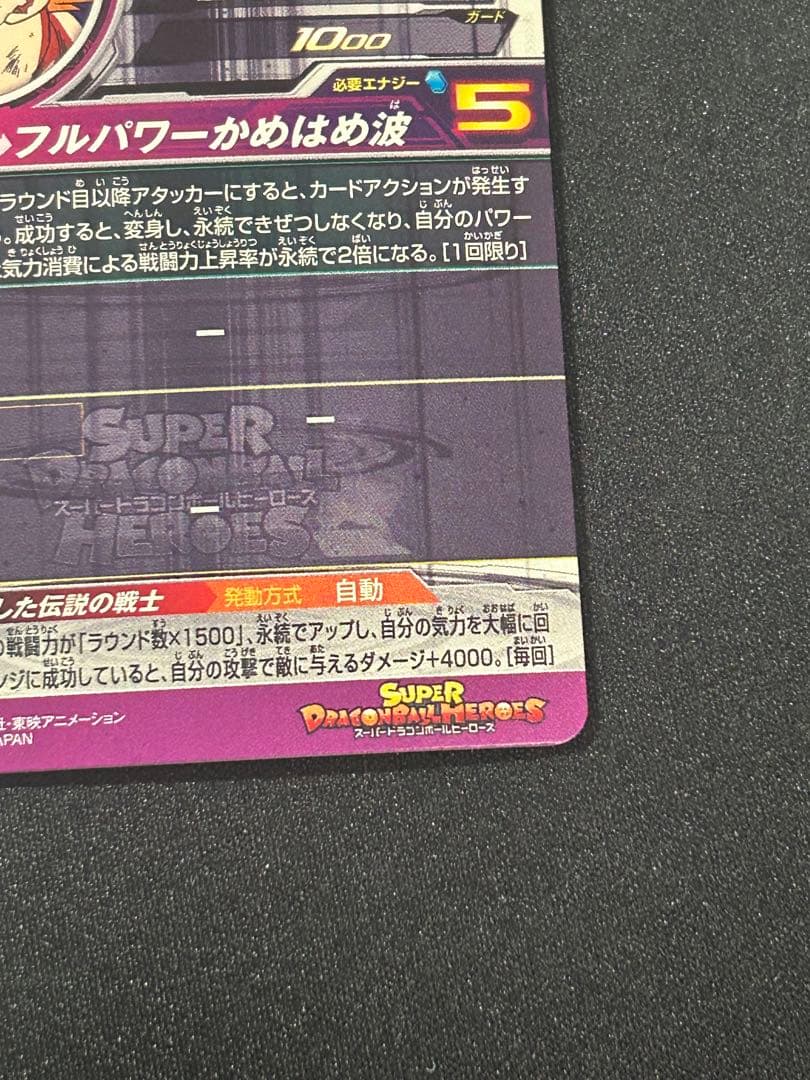 ガード
1000
必要エナジー 5
フルパワーかめはめ波
ラウンド目以降アタッカーにすると、カードアクションが発生す
。成功すると、変身し、永続できぜつしなくなり、自分のパワー
気力消費による戦闘力上昇率が永続で2倍になる。[1回限り]
ー
ー
ー
SUPER
DRAGONBALL
スーパードラゴンボールヒーローズ
HEROES
した伝説の戦士 発動方式 自動
の戦闘力が「ラウンド数×1500」、永続でアップし、自分の気力を大幅に回
ンジに成功していると、自分の攻撃で敵に与えるダメージ+4000。[毎回]
社・東映アニメーション
JAPAN
SUPER
DRAGONBALL HEROES
スーパードラゴンボールヒーローズ